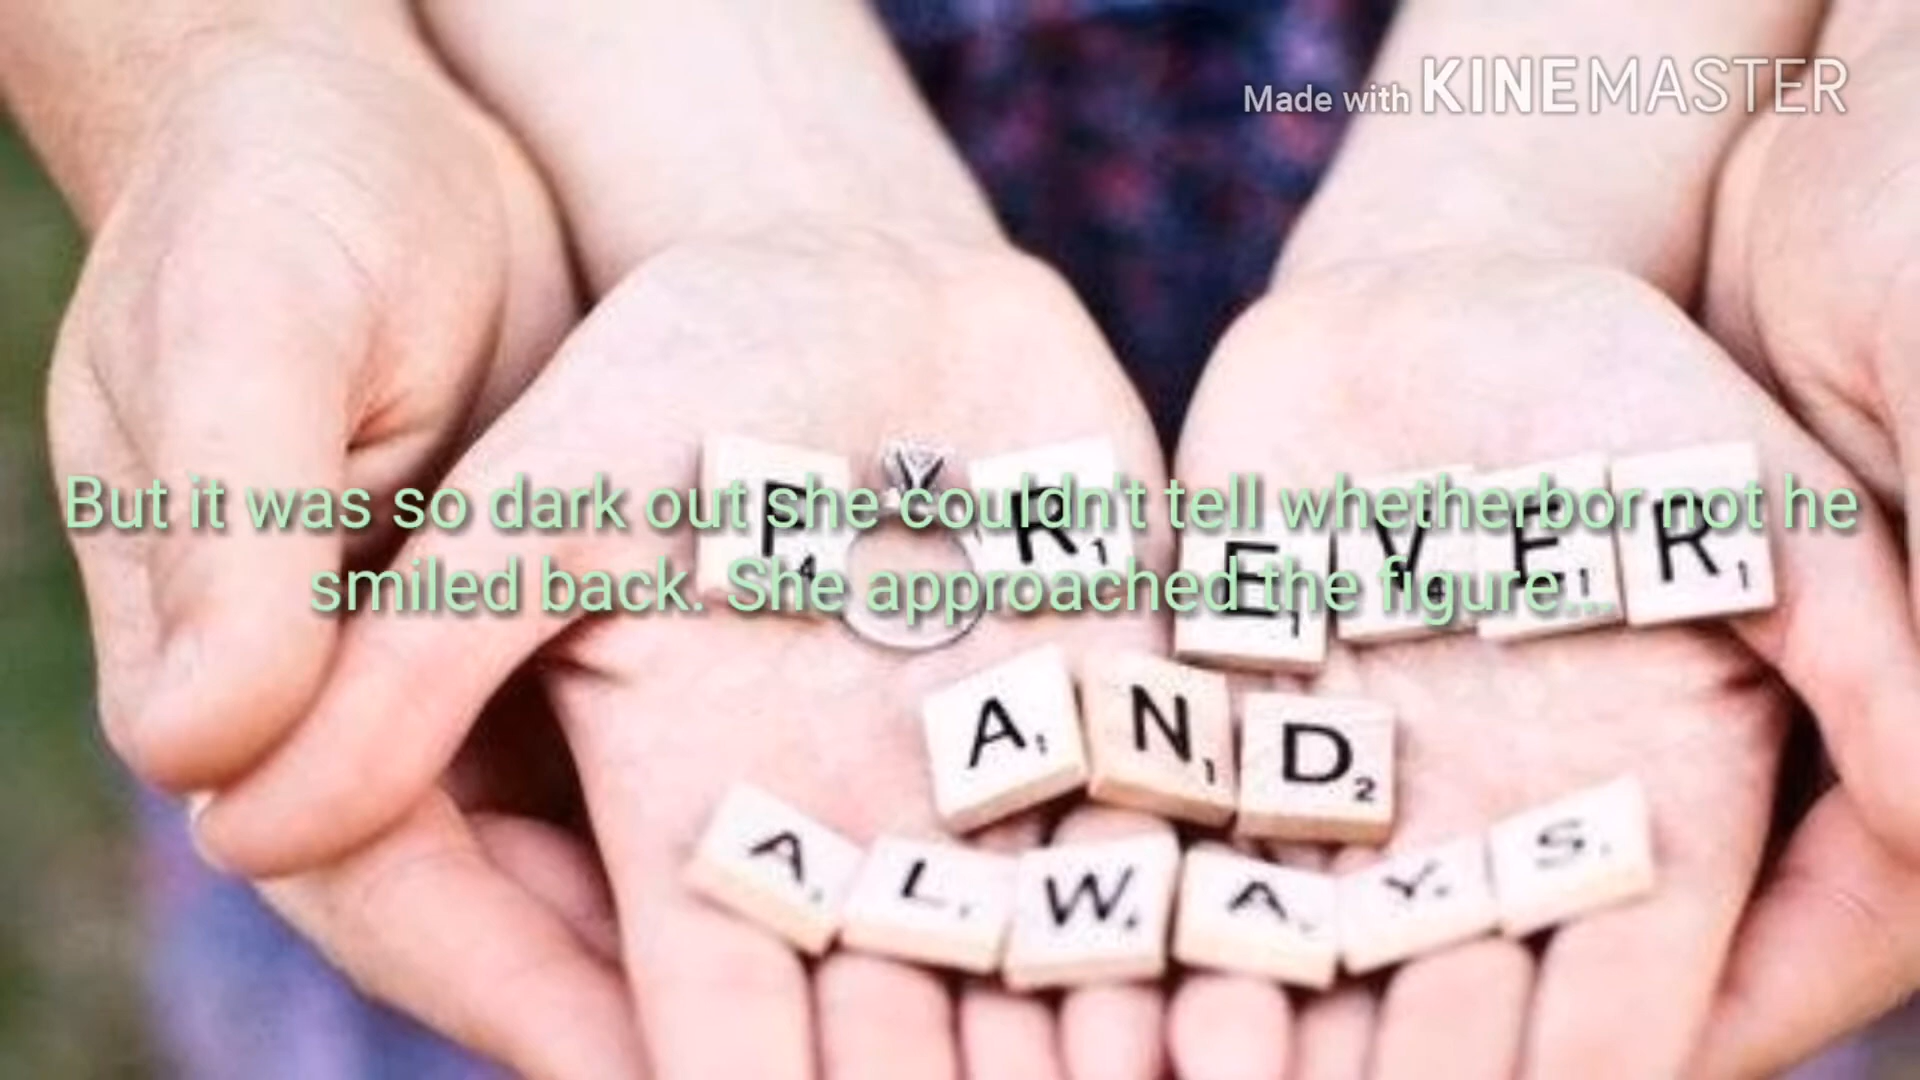 Made with KINEMASTER
But it was so dark out she couldn't tell whetherbor not he
smiled back. She approached the figure....
F R EVER
AND
ALWAYS